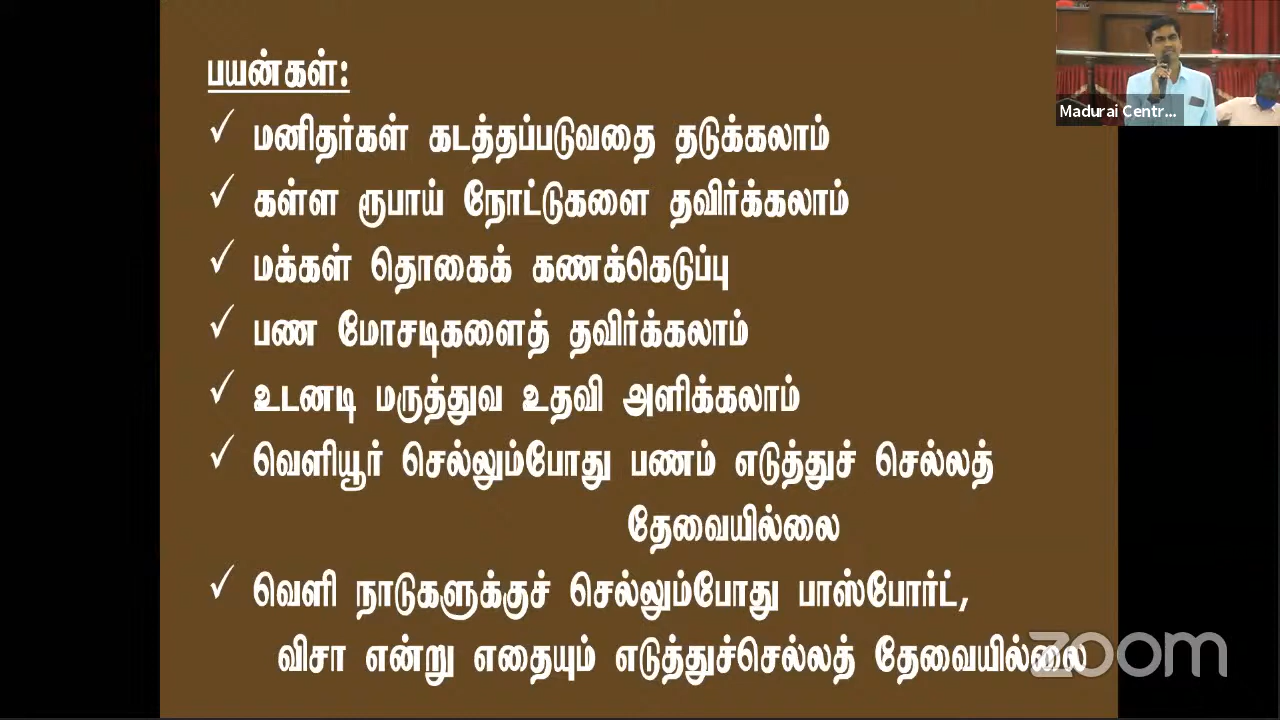 பயன்கள்:
✓ மனிதர்கள் கடத்தப்படுவதை தடுக்கலாம்
✓ கள்ள ரூபாய் நோட்டுகளை தவிர்க்கலாம்
✓ மக்கள் தொகைக் கணக்கெடுப்பு
✓ பண மோசடிகளைத் தவிர்க்கலாம்
✓ உடனடி மருத்துவ உதவி அளிக்கலாம்
✓ வெளியூர் செல்லும்போது பணம் எடுத்துச் செல்லத்
தேவையில்லை
✓ வெளி நாடுகளுக்குச் செல்லும்போது பாஸ்போர்ட்,
விசா என்று எதையும் எடுத்துச்செல்லத் தேவையில்லை
Madurai Centr...
zoom